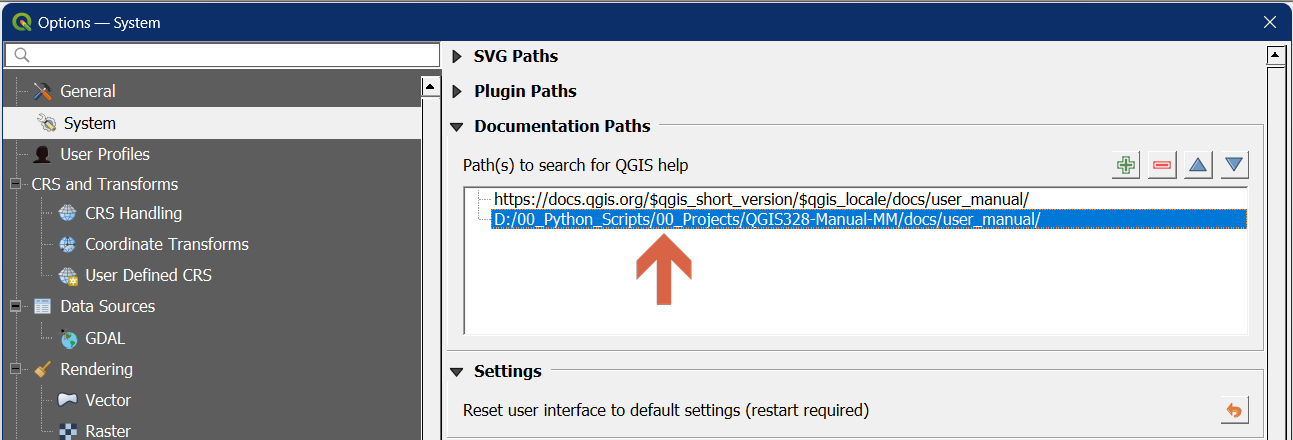 Options — System
General
System
User Profiles
CRS and Transforms
CRS Handling
Coordinate Transforms
User Defined CRS
Data Sources
GDAL
Rendering
Vector
Raster
SVG Paths
Plugin Paths
Documentation Paths
Path(s) to search for QGIS help
https://docs.qgis.org/$qgis_short_version/$qgis_locale/docs/user_manual/
D:/00_Python_Scripts/00_Projects/QGIS328-Manual-MM/docs/user_manual/
Settings
Reset user interface to default settings (restart required)